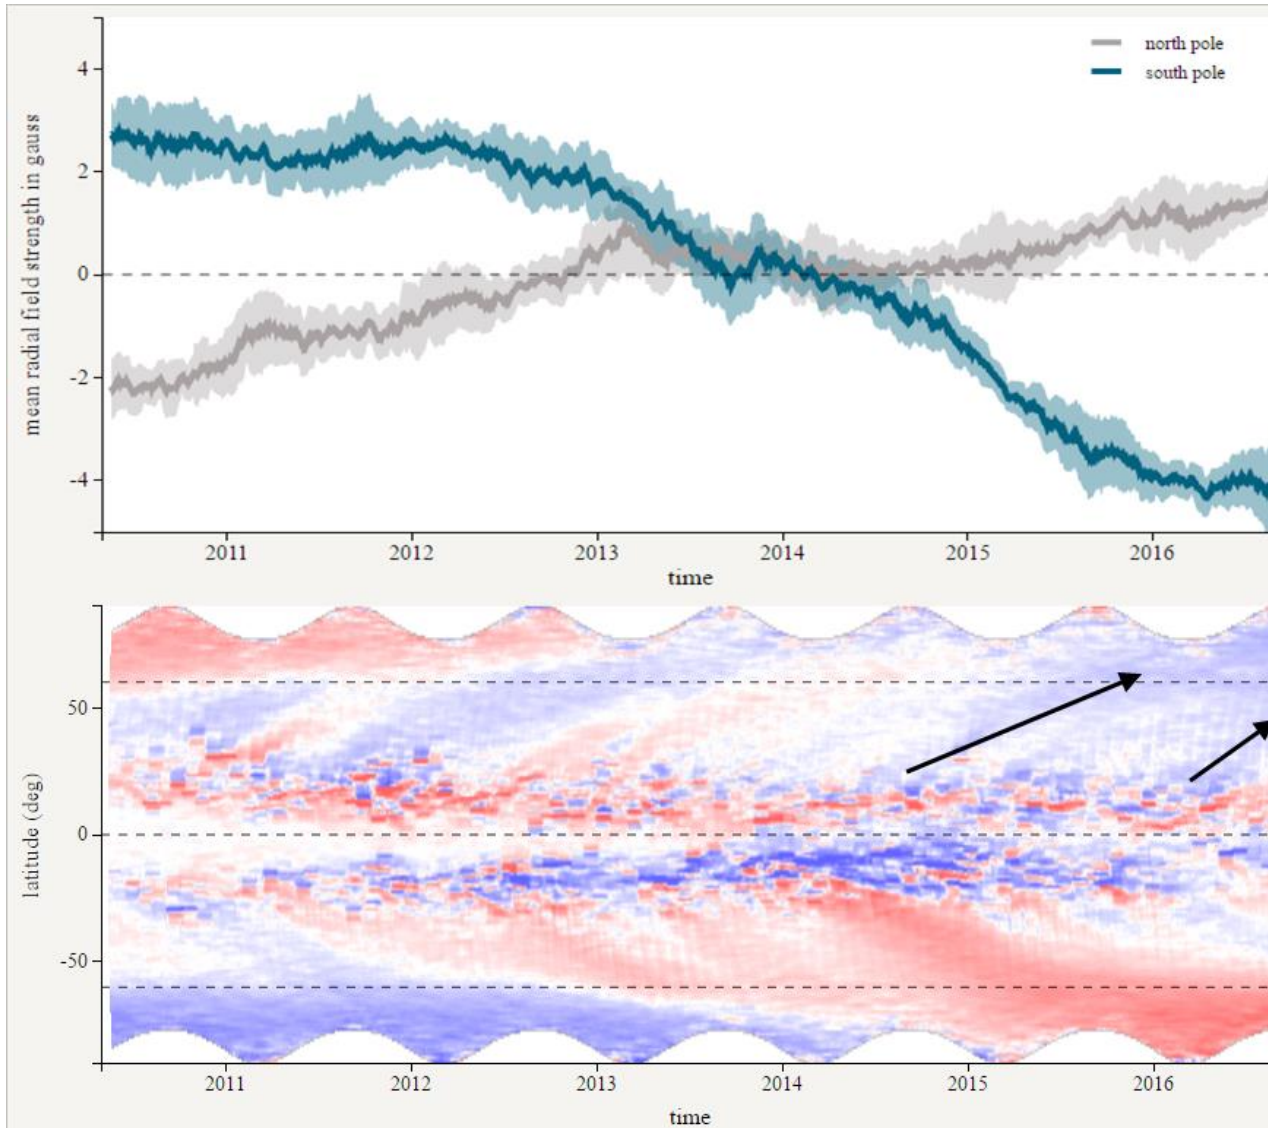 north pole
south pole
mean radial field strength in gauss
4
2
0
-2
-4
2011 2012 2013 2014 2015 2016
time
latitude (deg)
50
0
-50
2011 2012 2013 2014 2015 2016
time